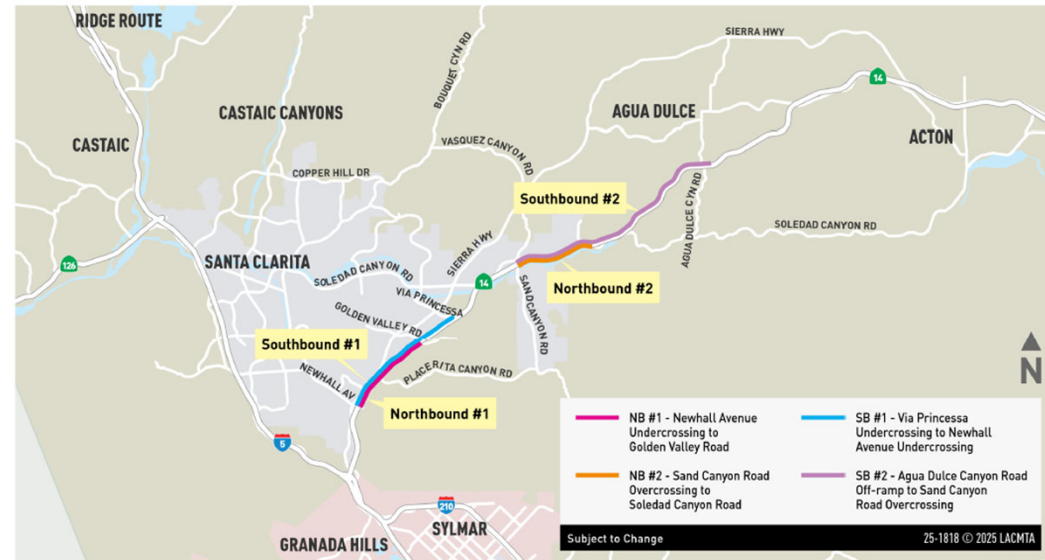 RIDGE ROUTE
SIERRA HWY
BOUQUET CYN RD
14
CASTAIC CANYONS
AGUA DULCE
ACTON
CASTAIC
VASQUEZ CANYON RD
COPPER HILL DR
Southbound #2
AGUA DULCE CYN RD
SOLEDAD CANYON RD
SIERRA HWY
126
SANTA CLARITA
SOLEDAD CANYON RD
14
Northbound #2
VIA PRINCESSA
SAND CANYON RD
GOLDEN VALLEY RD
Southbound #1
N
NEWHALL AV
PLACERITA CANYON RD
Northbound #1
5
210
SYLMAR
GRANADA HILLS
NB #1 - Newhall Avenue
Undercrossing to
Golden Valley Road
SB #1 - Via Princessa
Undercrossing to Newhall
Avenue Undercrossing
NB #2 - Sand Canyon Road
Overcrossing to
Soledad Canyon Road
SB #2 - Agua Dulce Canyon Road
Off-ramp to Sand Canyon
Road Overcrossing
Subject to Change
25-1818 © 2025 LACMTA